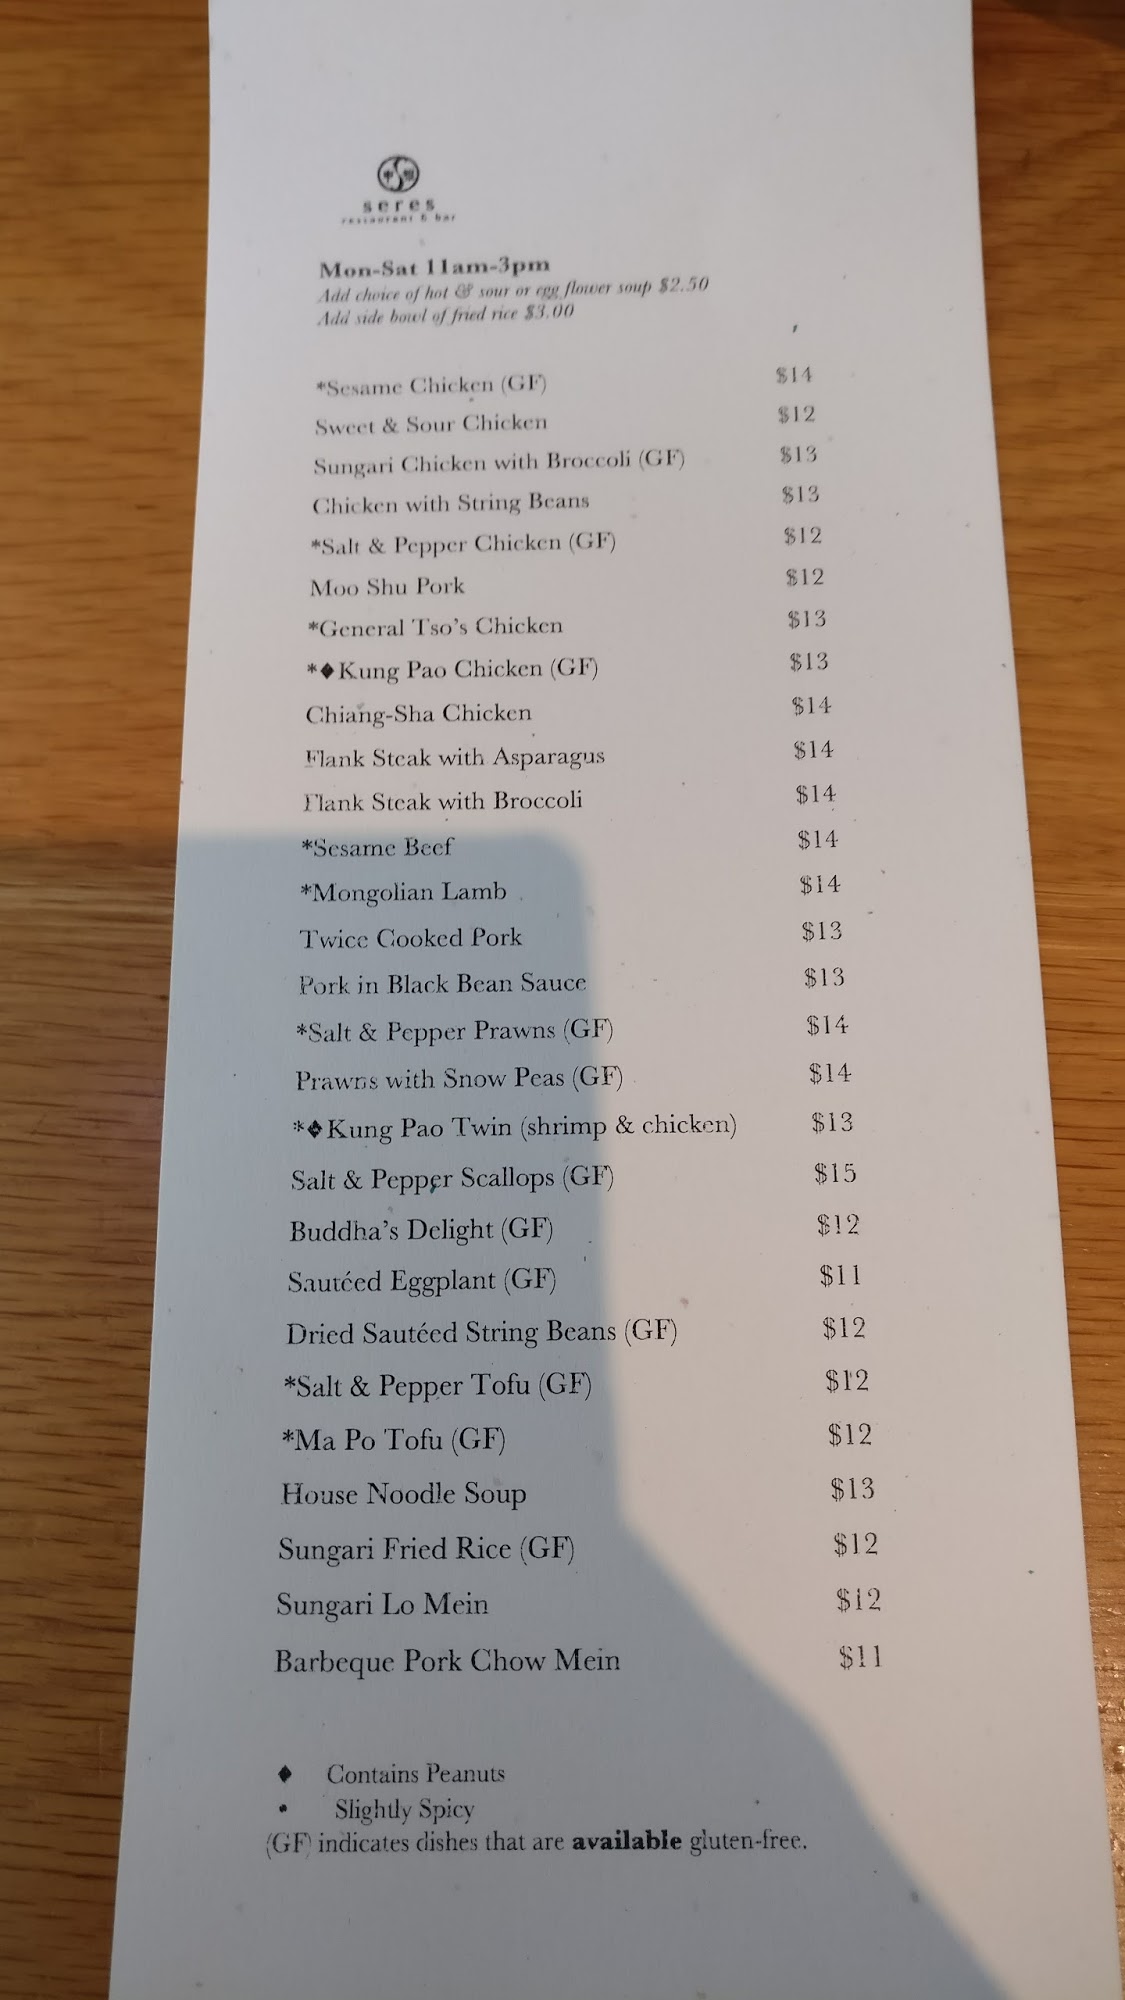 seres
restaurant & bar
Mon-Sat 11am-3pm
Add choice of hot & sour or egg flower soup $2.50
Add side bowl of fried rice $3.00
*Sesame Chicken (GF) $14
Sweet & Sour Chicken $12
Sungari Chicken with Broccoli (GF) $13
Chicken with String Beans $13
*Salt & Pepper Chicken (GF) $12
Moo Shu Pork $12
*General Tso's Chicken $13
*♦Kung Pao Chicken (GF) $13
Chiang-Sha Chicken $14
Flank Steak with Asparagus $14
Flank Steak with Broccoli $14
*Sesame Beef $14
*Mongolian Lamb $14
Twice Cooked Pork $13
Pork in Black Bean Sauce $13
*Salt & Pepper Prawns (GF) $14
Prawns with Snow Peas (GF) $14
*♦Kung Pao Twin (shrimp & chicken) $13
Salt & Pepper Scallops (GF) $15
Buddha's Delight (GF) $12
Sautéed Eggplant (GF) $11
Dried Sautéed String Beans (GF) $12
*Salt & Pepper Tofu (GF) $12
*Ma Po Tofu (GF) $12
House Noodle Soup $13
Sungari Fried Rice (GF) $12
Sungari Lo Mein $12
Barbeque Pork Chow Mein $11
♦ Contains Peanuts
• Slightly Spicy
(GF) indicates dishes that are available gluten-free.